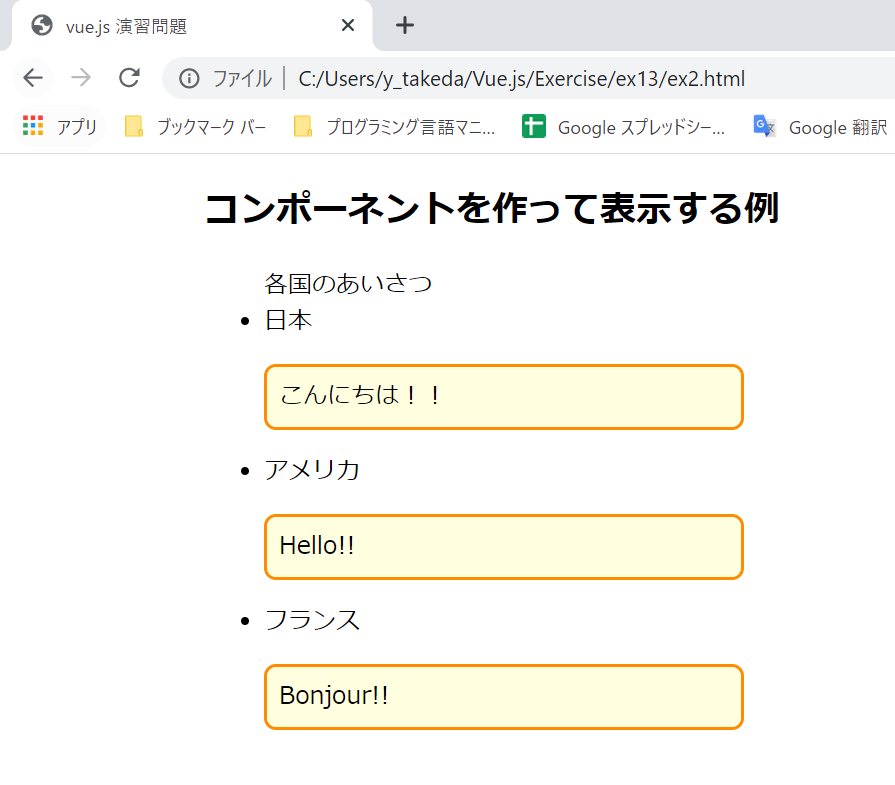 vue.js 演習問題
ファイル | C:/Users/y_takeda/Vue.js/Exercise/ex13/ex2.html
アプリ ブックマーク バー プログラミング言語マニ... Google スプレッドシー... Google 翻訳
コンポーネントを作って表示する例
各国のあいさつ
• 日本
こんにちは！！
• アメリカ
Hello!!
• フランス
Bonjour!!